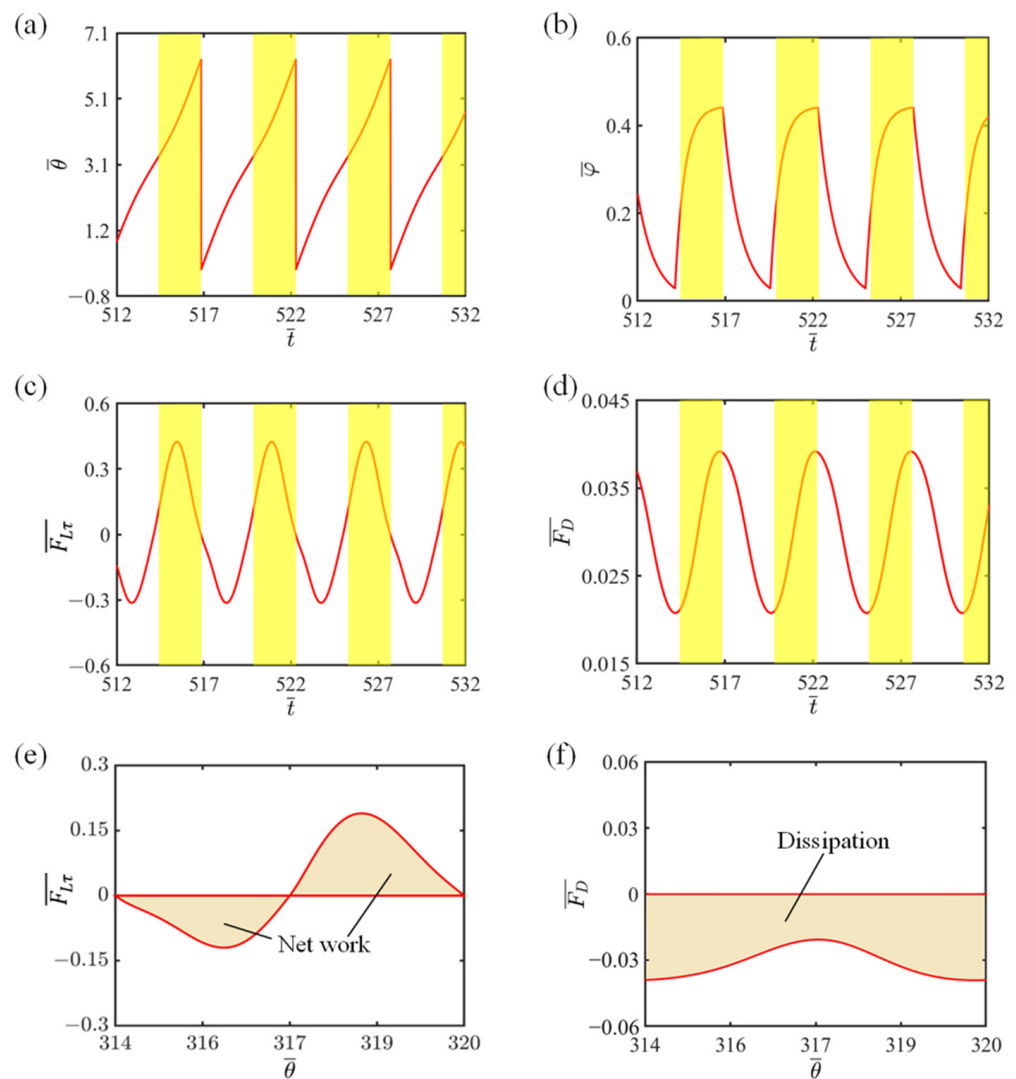 (a)
7.1
5.1
3.1
1.2
−0.8
θ̅
512
517
522
527
532
t̅
(b)
0.6
0.4
0.2
0
φ̅
512
517
522
527
532
t̅
(c)
0.6
0.3
0
−0.3
−0.6
F̅_{Lτ}
512
517
522
527
532
t̅
(d)
0.045
0.035
0.025
0.015
F̅_D
512
517
522
527
532
t̅
(e)
0.3
0.15
0
−0.15
−0.3
F̅_{Lτ}
Net work
314
316
317
319
320
θ̅
(f)
0.06
0.03
0
−0.03
−0.06
F̅_D
Dissipation
314
316
317
319
320
θ̅